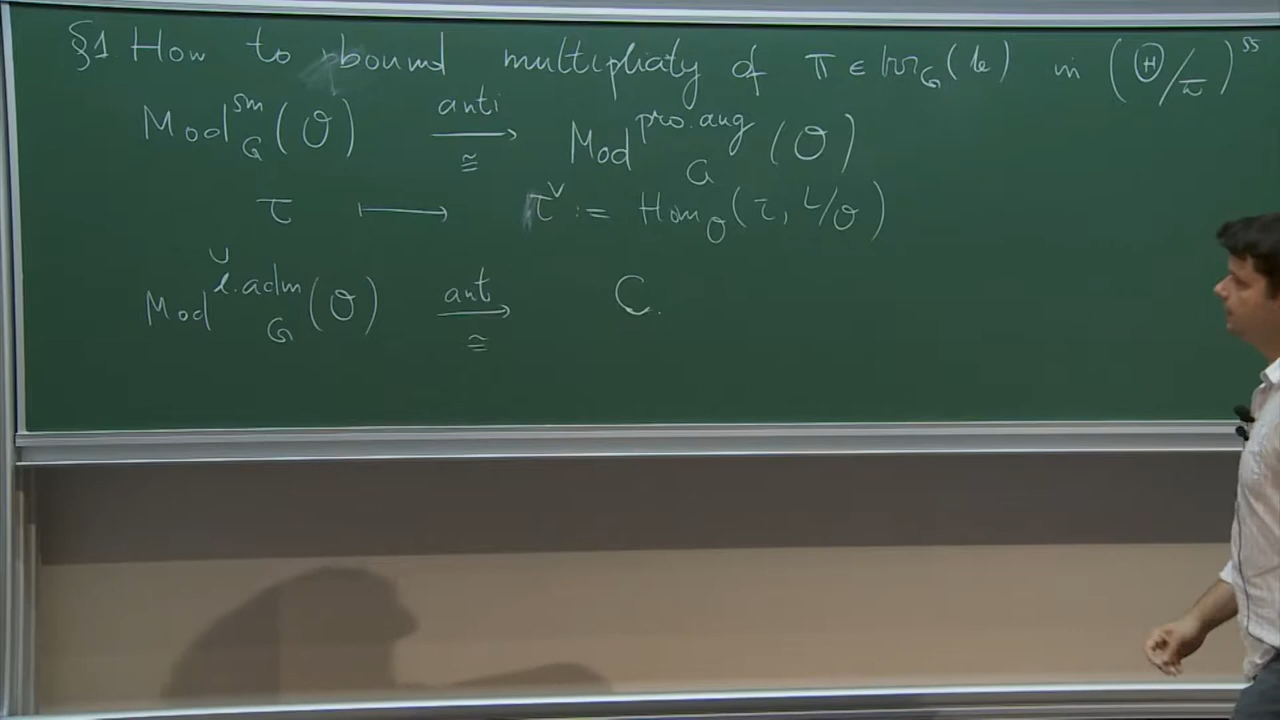 §1 How to bound multiplicity of π ∈ Irr_G(k) in (Θ/ϖ)^ss
Mod^sm_G(O) anti → ≅ Mod^pro.aug_G(O)
τ ⟼ τ^∨ := Hom_O(τ, L/O)
∪
Mod^l.adm_G(O) ant → ≅ C.